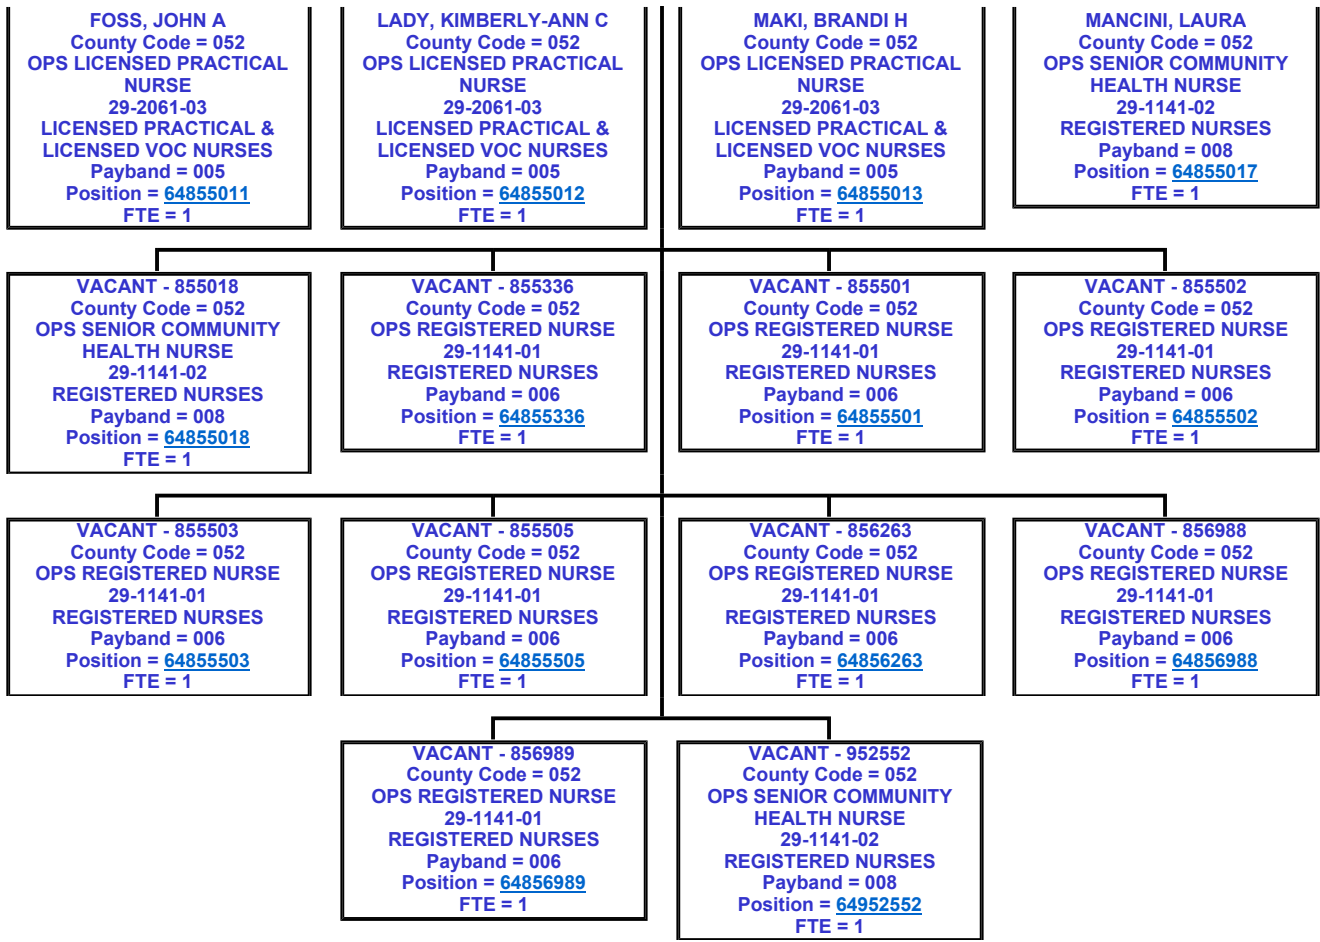 FOSS, JOHN A
County Code = 052
OPS LICENSED PRACTICAL
NURSE
29-2061-03
LICENSED PRACTICAL &
LICENSED VOC NURSES
Payband = 005
Position = 64855011
FTE = 1
LADY, KIMBERLY-ANN C
County Code = 052
OPS LICENSED PRACTICAL
NURSE
29-2061-03
LICENSED PRACTICAL &
LICENSED VOC NURSES
Payband = 005
Position = 64855012
FTE = 1
MAKI, BRANDI H
County Code = 052
OPS LICENSED PRACTICAL
NURSE
29-2061-03
LICENSED PRACTICAL &
LICENSED VOC NURSES
Payband = 005
Position = 64855013
FTE = 1
MANCINI, LAURA
County Code = 052
OPS SENIOR COMMUNITY
HEALTH NURSE
29-1141-02
REGISTERED NURSES
Payband = 008
Position = 64855017
FTE = 1
VACANT - 855018
County Code = 052
OPS SENIOR COMMUNITY
HEALTH NURSE
29-1141-02
REGISTERED NURSES
Payband = 008
Position = 64855018
FTE = 1
VACANT - 855336
County Code = 052
OPS REGISTERED NURSE
29-1141-01
REGISTERED NURSES
Payband = 006
Position = 64855336
FTE = 1
VACANT - 855501
County Code = 052
OPS REGISTERED NURSE
29-1141-01
REGISTERED NURSES
Payband = 006
Position = 64855501
FTE = 1
VACANT - 855502
County Code = 052
OPS REGISTERED NURSE
29-1141-01
REGISTERED NURSES
Payband = 006
Position = 64855502
FTE = 1
VACANT - 855503
County Code = 052
OPS REGISTERED NURSE
29-1141-01
REGISTERED NURSES
Payband = 006
Position = 64855503
FTE = 1
VACANT - 855505
County Code = 052
OPS REGISTERED NURSE
29-1141-01
REGISTERED NURSES
Payband = 006
Position = 64855505
FTE = 1
VACANT - 856263
County Code = 052
OPS REGISTERED NURSE
29-1141-01
REGISTERED NURSES
Payband = 006
Position = 64856263
FTE = 1
VACANT - 856988
County Code = 052
OPS REGISTERED NURSE
29-1141-01
REGISTERED NURSES
Payband = 006
Position = 64856988
FTE = 1
VACANT - 856989
County Code = 052
OPS REGISTERED NURSE
29-1141-01
REGISTERED NURSES
Payband = 006
Position = 64856989
FTE = 1
VACANT - 952552
County Code = 052
OPS SENIOR COMMUNITY
HEALTH NURSE
29-1141-02
REGISTERED NURSES
Payband = 008
Position = 64952552
FTE = 1